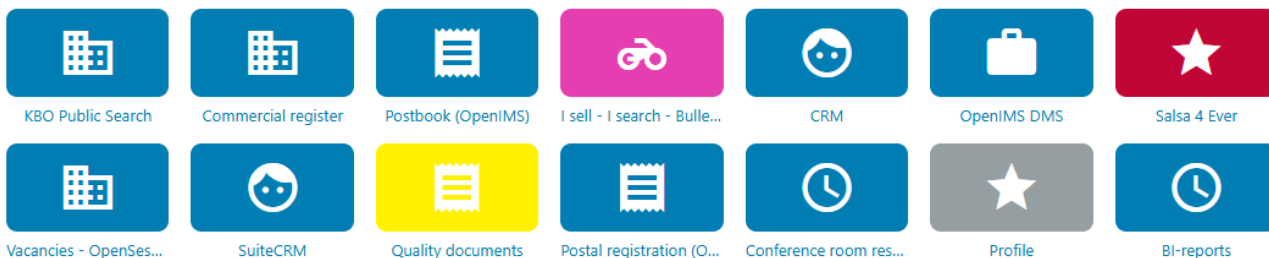 KBO Public Search
Commercial register
Postbook (OpenIMS)
I sell - I search - Bulle...
CRM
OpenIMS DMS
Salsa 4 Ever
Vacancies - OpenSes...
SuiteCRM
Quality documents
Postal registration (O...
Conference room res...
Profile
BI-reports